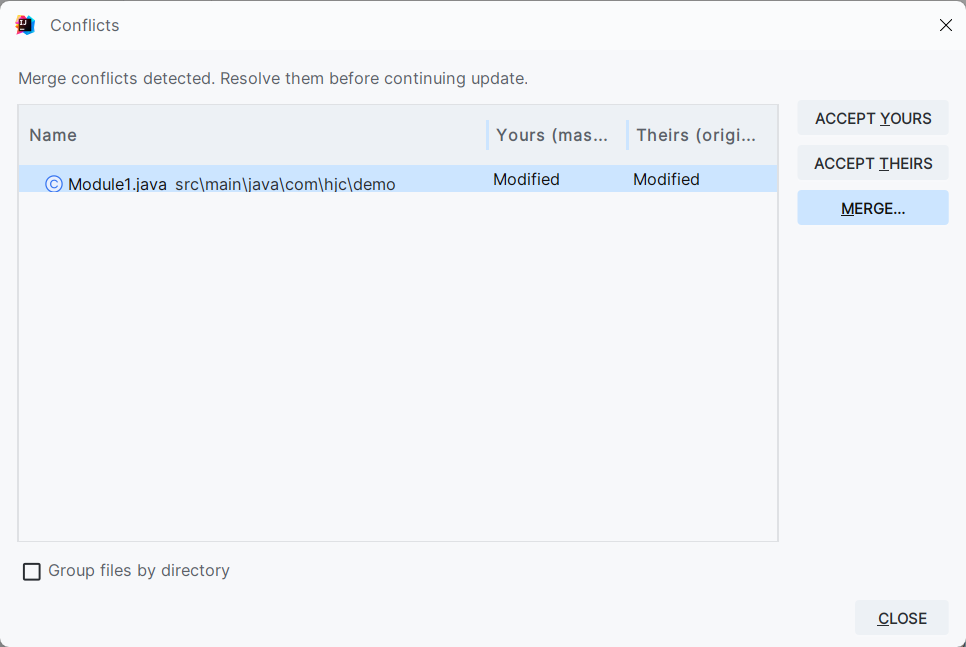 Conflicts
Merge conflicts detected. Resolve them before continuing update.
Name Yours (mas... Theirs (origi...
Module1.java src\main\java\com\hjc\demo Modified Modified
ACCEPT YOURS
ACCEPT THEIRS
MERGE...
Group files by directory
CLOSE